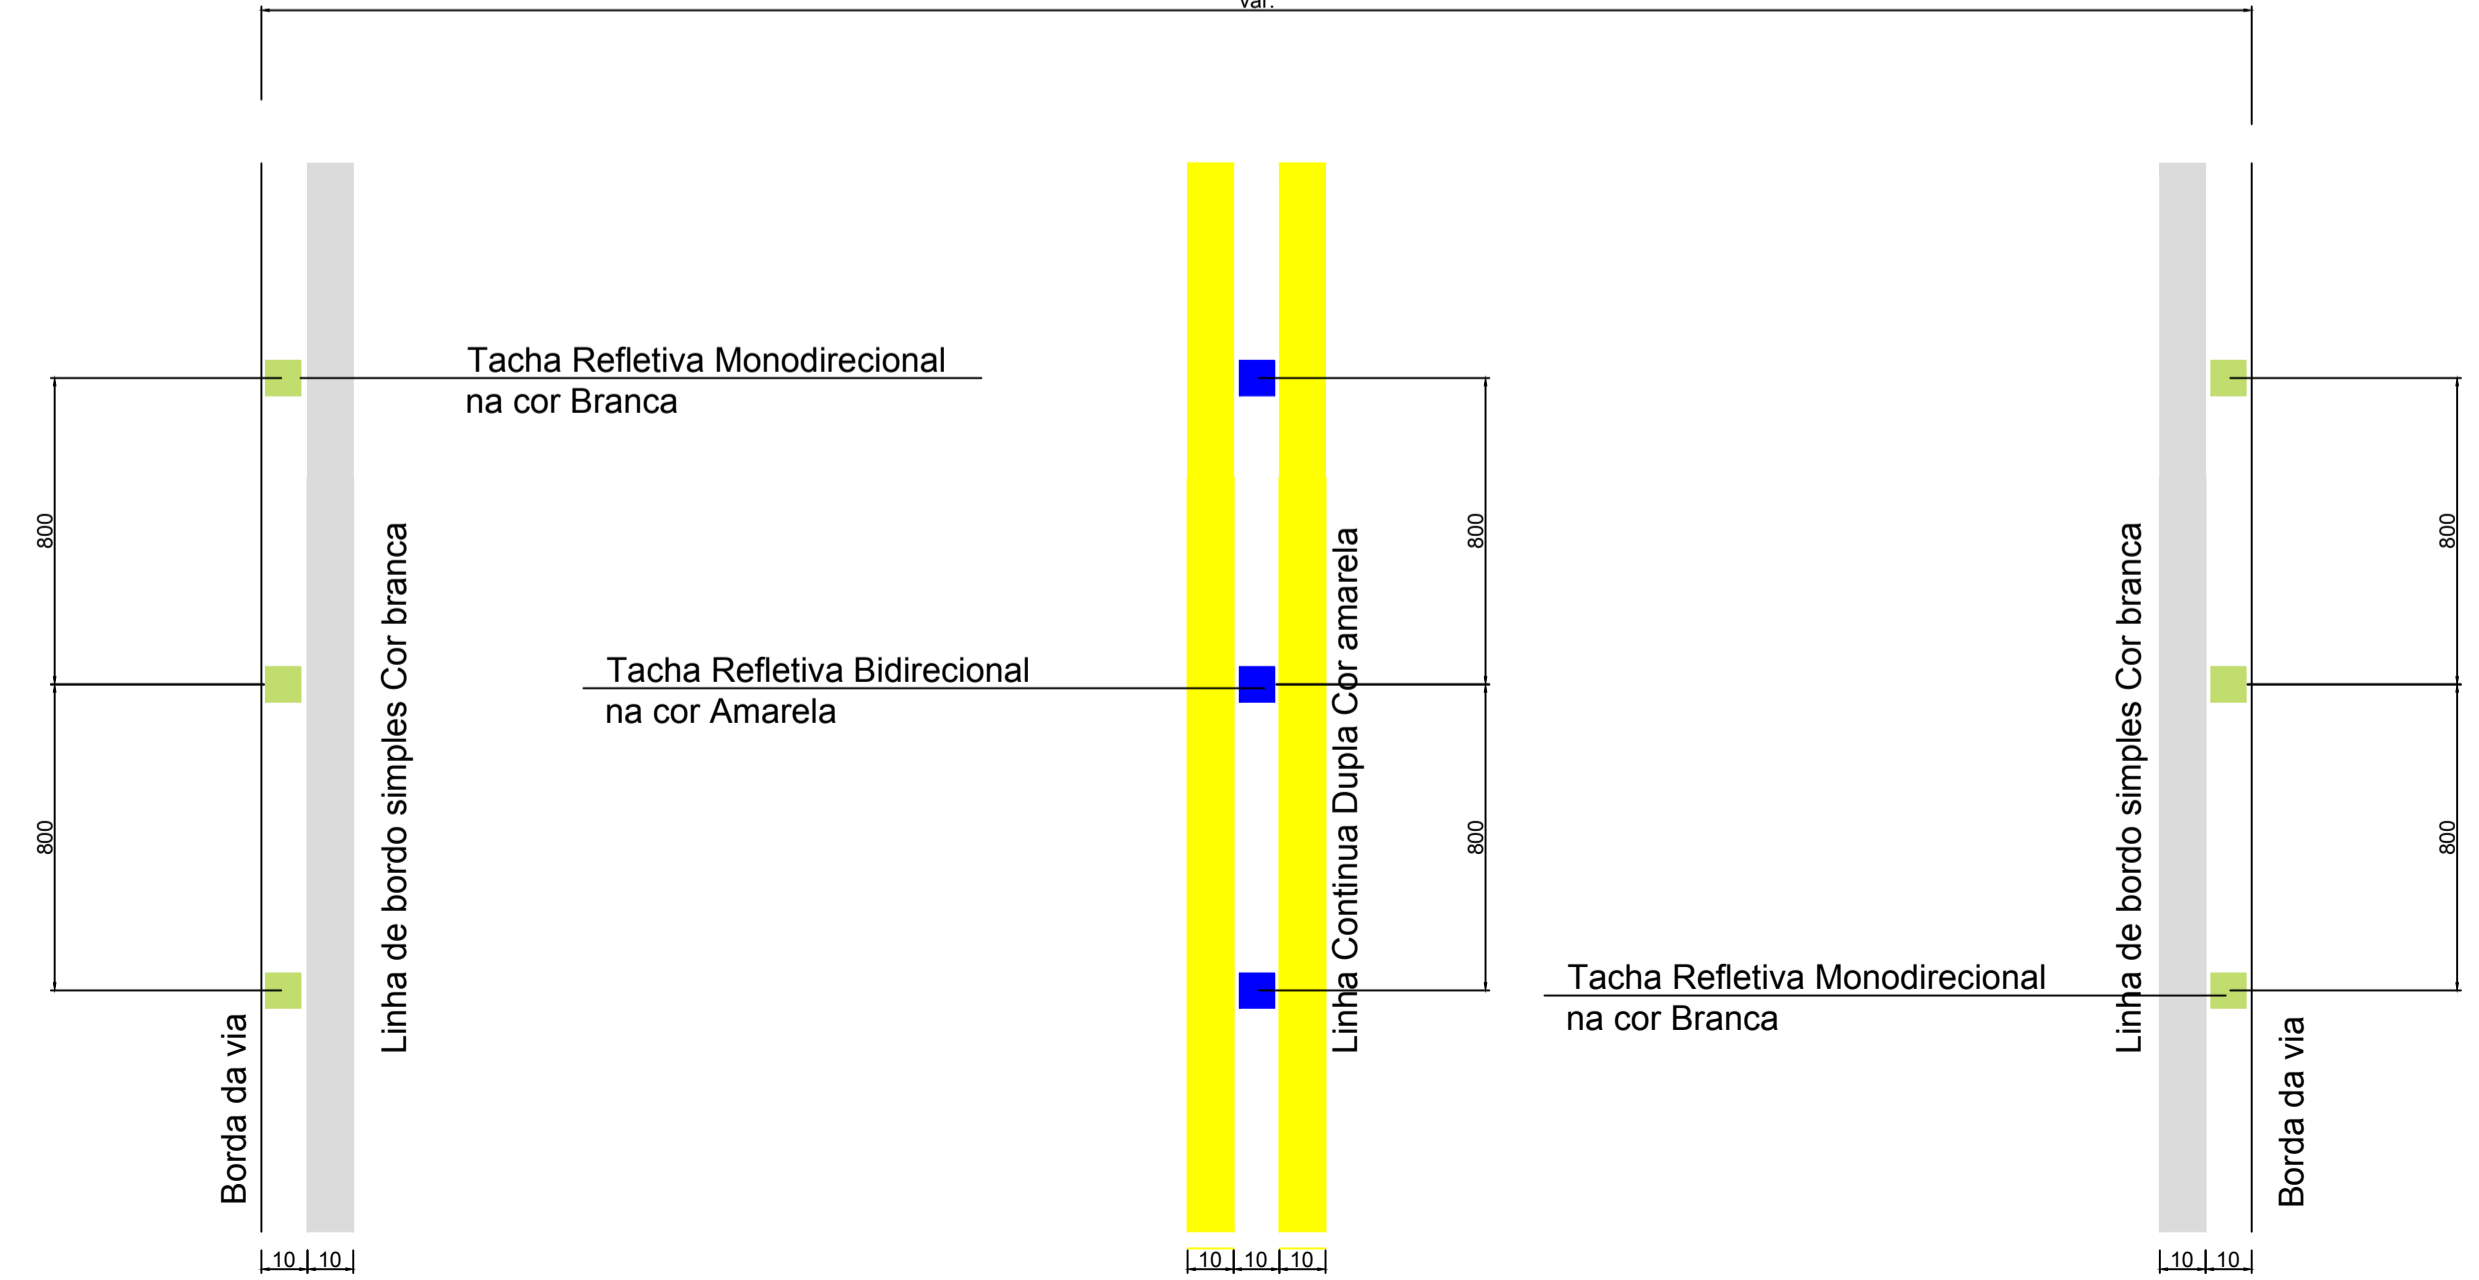 var.
Tacha Refletiva Monodirecional
na cor Branca
800
800
800
Linha de bordo simples Cor branca
Linha Continua Dupla Cor amarela
Linha de bordo simples Cor branca
Tacha Refletiva Bidirecional
na cor Amarela
800
800
800
Tacha Refletiva Monodirecional
na cor Branca
Borda da via
Borda da via
10 10
10 10 10
10 10